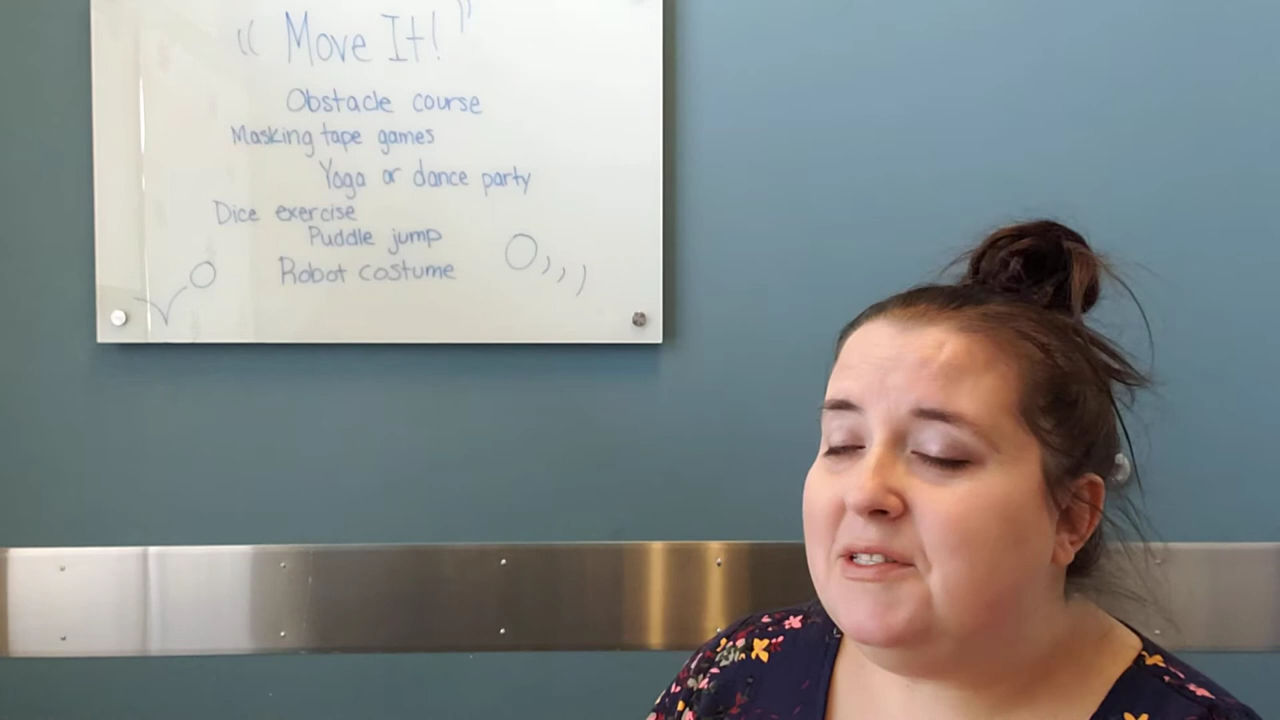 "Move It!"
Obstacle course
Masking tape games
Yoga or dance party
Dice exercise
Puddle jump
Robot costume